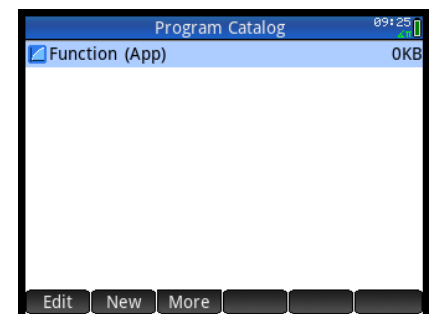 Program Catalog 09:25
∡π
Function (App) 0KB
Edit New More